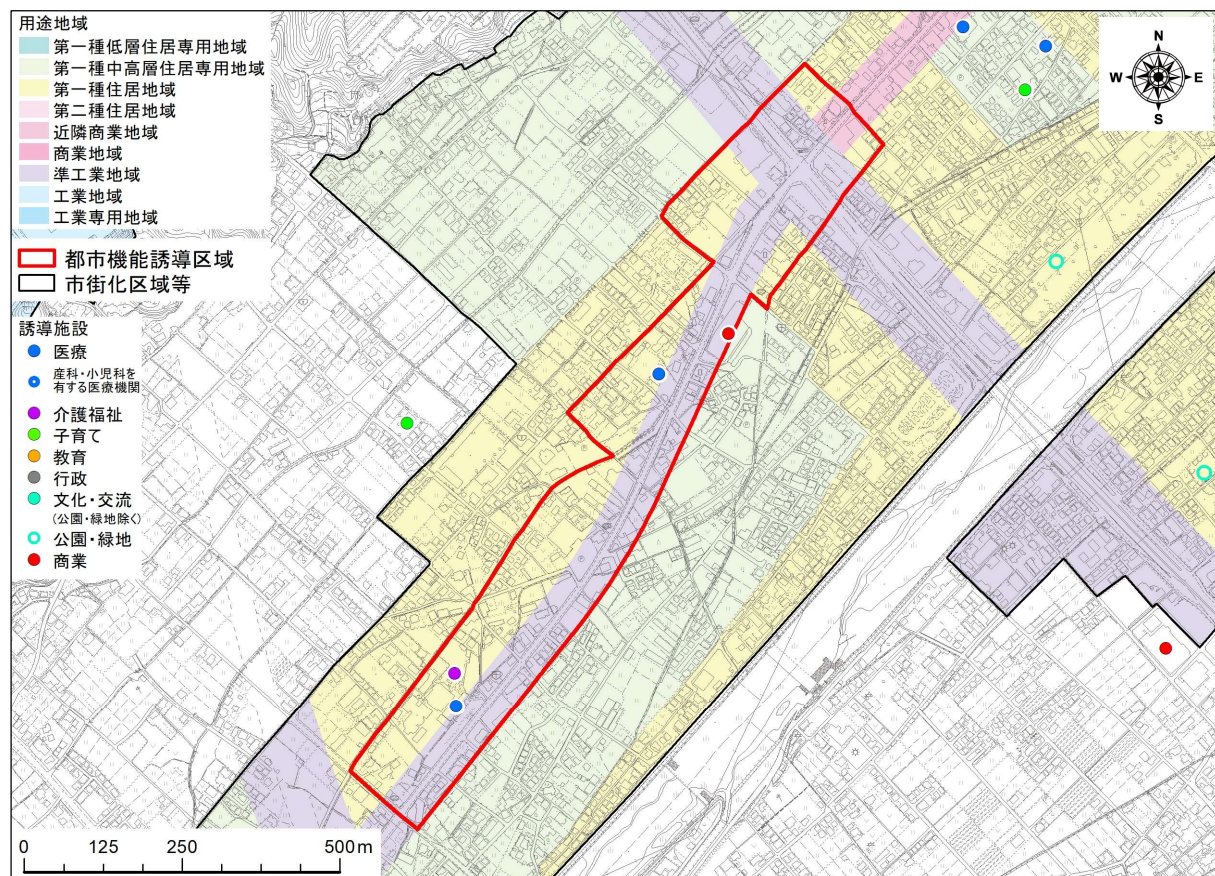 用途地域
第一種低層住居専用地域
第一種中高層住居専用地域
第一種住居地域
第二種住居地域
近隣商業地域
商業地域
準工業地域
工業地域
工業専用地域
都市機能誘導区域
市街化区域等
誘導施設
医療
産科・小児科を
有する医療機関
介護福祉
子育て
教育
行政
文化・交流
(公園・緑地除く)
公園・緑地
商業
N
W E
S
0 125 250 500m